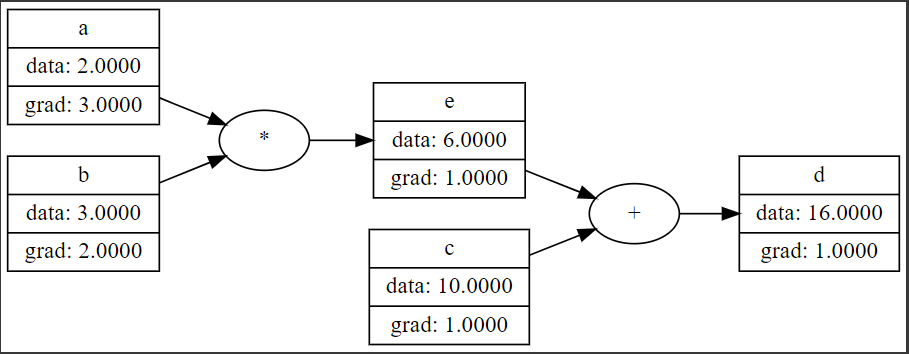 a
data: 2.0000
grad: 3.0000
b
data: 3.0000
grad: 2.0000
*
e
data: 6.0000
grad: 1.0000
c
data: 10.0000
grad: 1.0000
+
d
data: 16.0000
grad: 1.0000